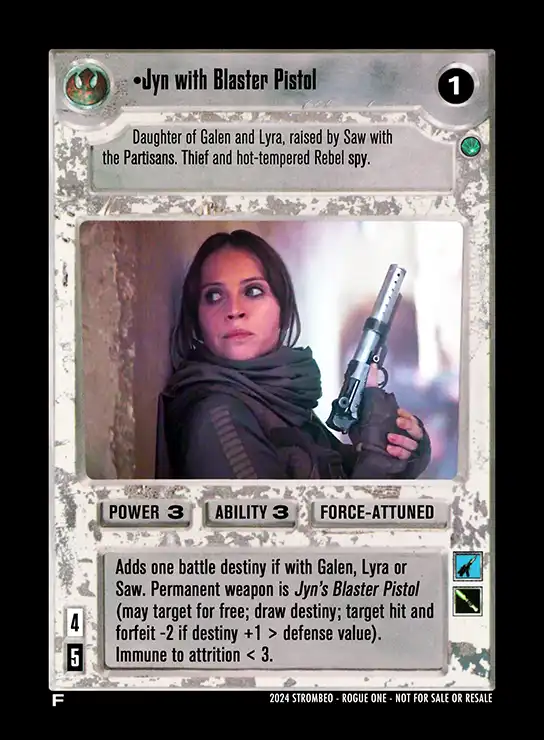 •Jyn with Blaster Pistol
1
Daughter of Galen and Lyra, raised by Saw with
the Partisans. Thief and hot-tempered Rebel spy.
POWER 3
ABILITY 3
FORCE-ATTUNED
Adds one battle destiny if with Galen, Lyra or
Saw. Permanent weapon is Jyn's Blaster Pistol
(may target for free; draw destiny; target hit and
forfeit -2 if destiny +1 > defense value).
Immune to attrition < 3.
4
5
F
2024 STROMBEO - ROGUE ONE - NOT FOR SALE OR RESALE